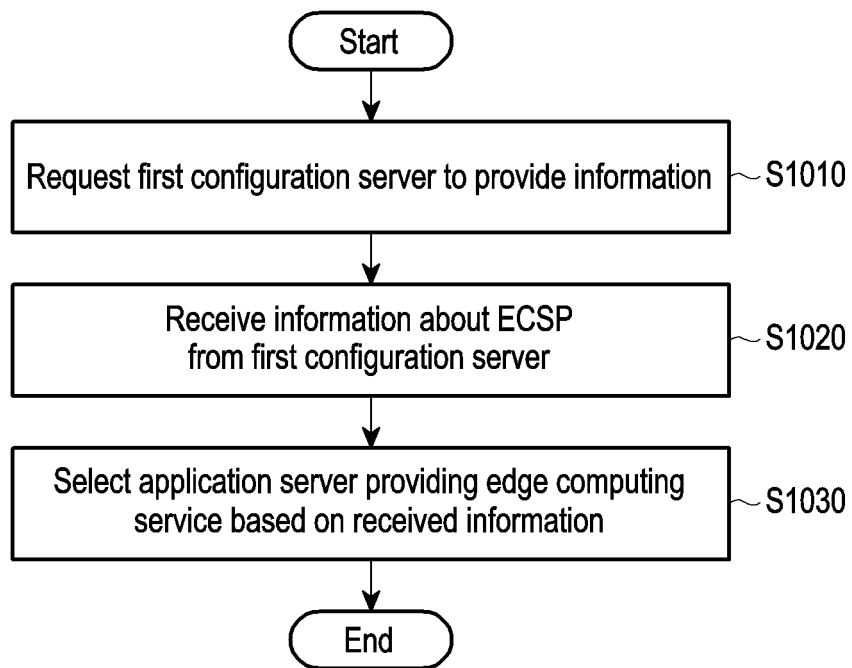 Start
Request first configuration server to provide information
S1010
Receive information about ECSP
from first configuration server
S1020
Select application server providing edge computing
service based on received information
S1030
End